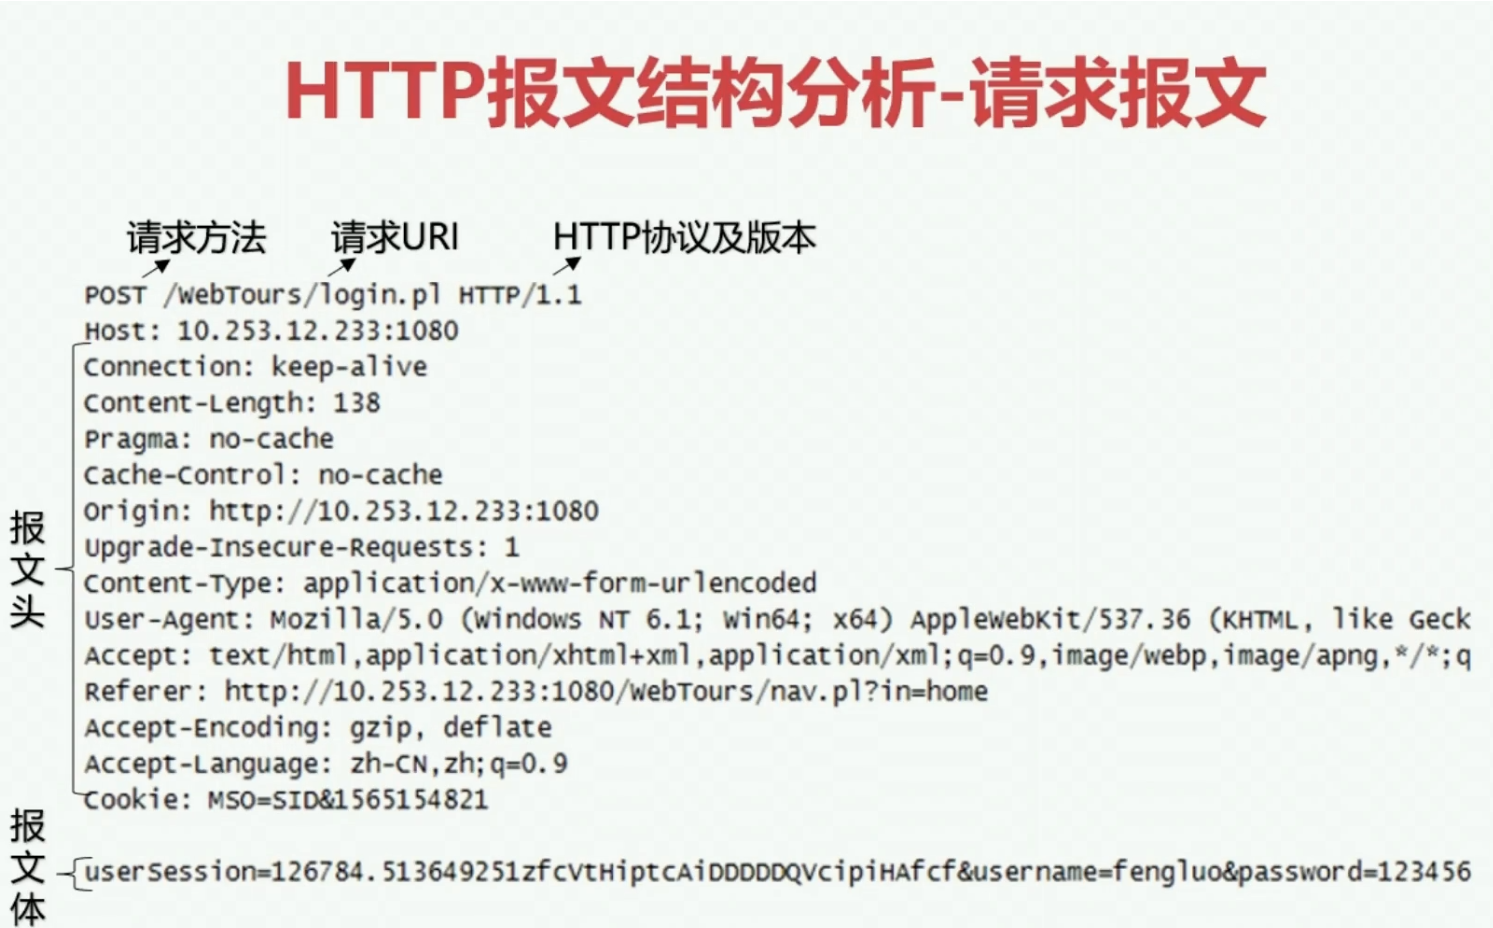 HTTP报文结构分析-请求报文
请求方法 请求URI HTTP协议及版本
POST /WebTours/login.pl HTTP/1.1
Host: 10.253.12.233:1080
Connection: keep-alive
Content-Length: 138
Pragma: no-cache
Cache-Control: no-cache
Origin: http://10.253.12.233:1080
Upgrade-Insecure-Requests: 1
Content-Type: application/x-www-form-urlencoded
User-Agent: Mozilla/5.0 (Windows NT 6.1; Win64; x64) AppleWebKit/537.36 (KHTML, like Geck
Accept: text/html,application/xhtml+xml,application/xml;q=0.9,image/webp,image/apng,*/*;q
Referer: http://10.253.12.233:1080/WebTours/nav.pl?in=home
Accept-Encoding: gzip, deflate
Accept-Language: zh-CN,zh;q=0.9
Cookie: MSO=SID&1565154821
报文头
userSession=126784.513649251zfcVtHiptcAiDDDDDQVcipiHAfcf&username=fengluo&password=123456
报文体